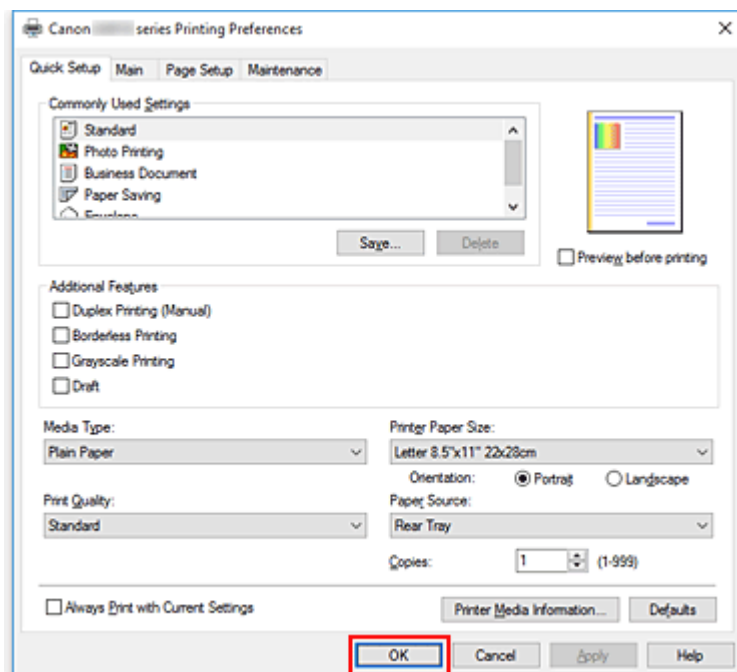 Canon series Printing Preferences
Quick Setup Main Page Setup Maintenance
Commonly Used Settings
Standard
Photo Printing
Business Document
Paper Saving
Envelope
Save... Delete
Preview before printing
Additional Features
Duplex Printing (Manual)
Borderless Printing
Grayscale Printing
Draft
Media Type: Printer Paper Size:
Plain Paper Letter 8.5"x11" 22x28cm
Orientation: Portrait Landscape
Print Quality: Paper Source:
Standard Rear Tray
Copies: 1 (1-999)
Always Print with Current Settings Printer Media Information... Defaults
OK Cancel Apply Help